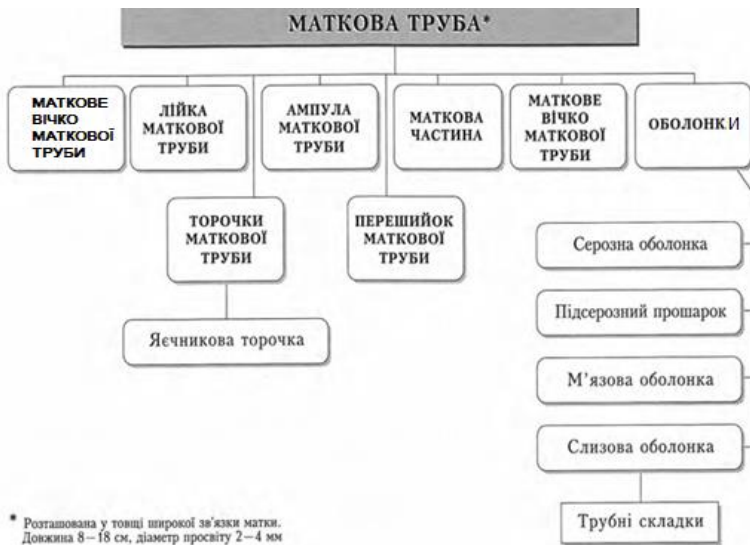 МАТКОВА ТРУБА*
МАТКОВЕ
ВІЧКО
МАТКОВОЇ
ТРУБИ
ЛІЙКА
МАТКОВОЇ
ТРУБИ
АМПУЛА
МАТКОВОЇ
ТРУБИ
МАТКОВА
ЧАСТИНА
МАТКОВЕ
ВІЧКО
МАТКОВОЇ
ТРУБИ
ОБОЛОНКИ
ТОРОЧКИ
МАТКОВОЇ
ТРУБИ
ПЕРЕШИЙОК
МАТКОВОЇ
ТРУБИ
Яєчникова торочка
Серозна оболонка
Підсерозний прошарок
М’язова оболонка
Слизова оболонка
Трубні складки
* Розташована у товщі широкої зв’язки матки.
Довжина 8—18 см, діаметр просвіту 2—4 мм